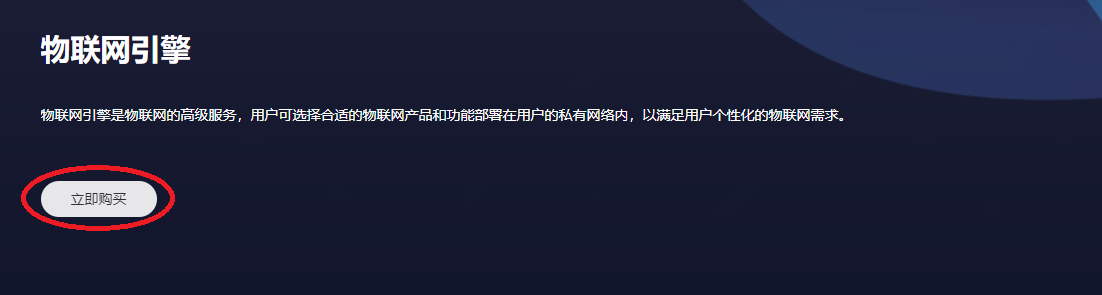 物联网引擎
物联网引擎是物联网的高级服务，用户可选择合适的物联网产品和功能部署在用户的私有网络内，以满足用户个性化的物联网需求。
立即购买